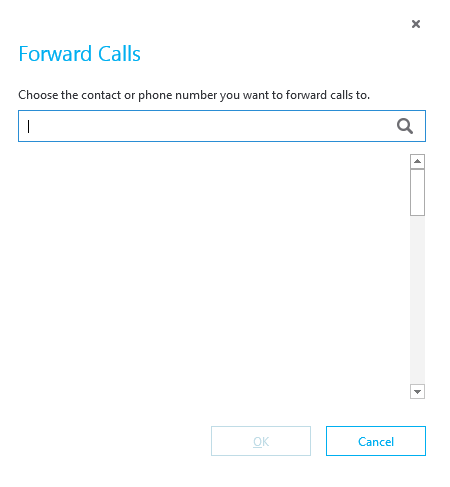 Forward Calls
Choose the contact or phone number you want to forward calls to.
OK
Cancel